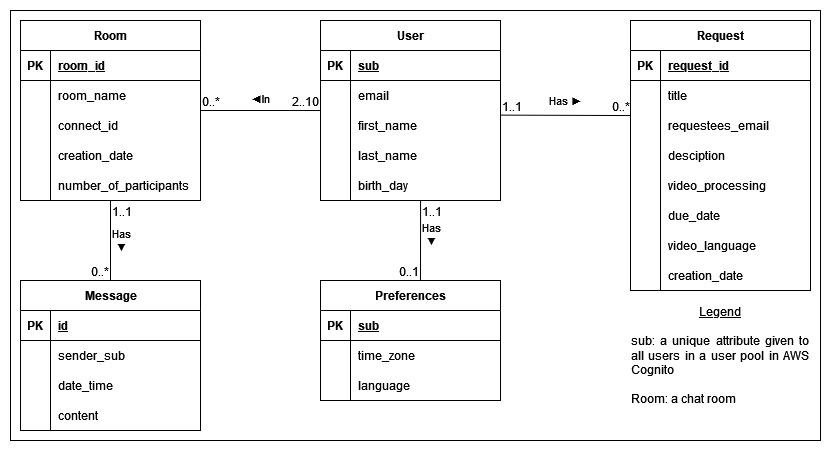 Room
PK room_id
room_name
connect_id
creation_date
number_of_participants
User
PK sub
email
first_name
last_name
birth_day
Request
PK request_id
title
requestees_email
desciption
video_processing
due_date
video_language
creation_date
0..* ◄In 2..10
1..1 Has ► 0..*
1..1
Has
▼
0..*
1..1
Has
▼
0..1
Message
PK id
sender_sub
date_time
content
Preferences
PK sub
time_zone
language
Legend
sub: a unique attribute given to
all users in a user pool in AWS
Cognito
Room: a chat room